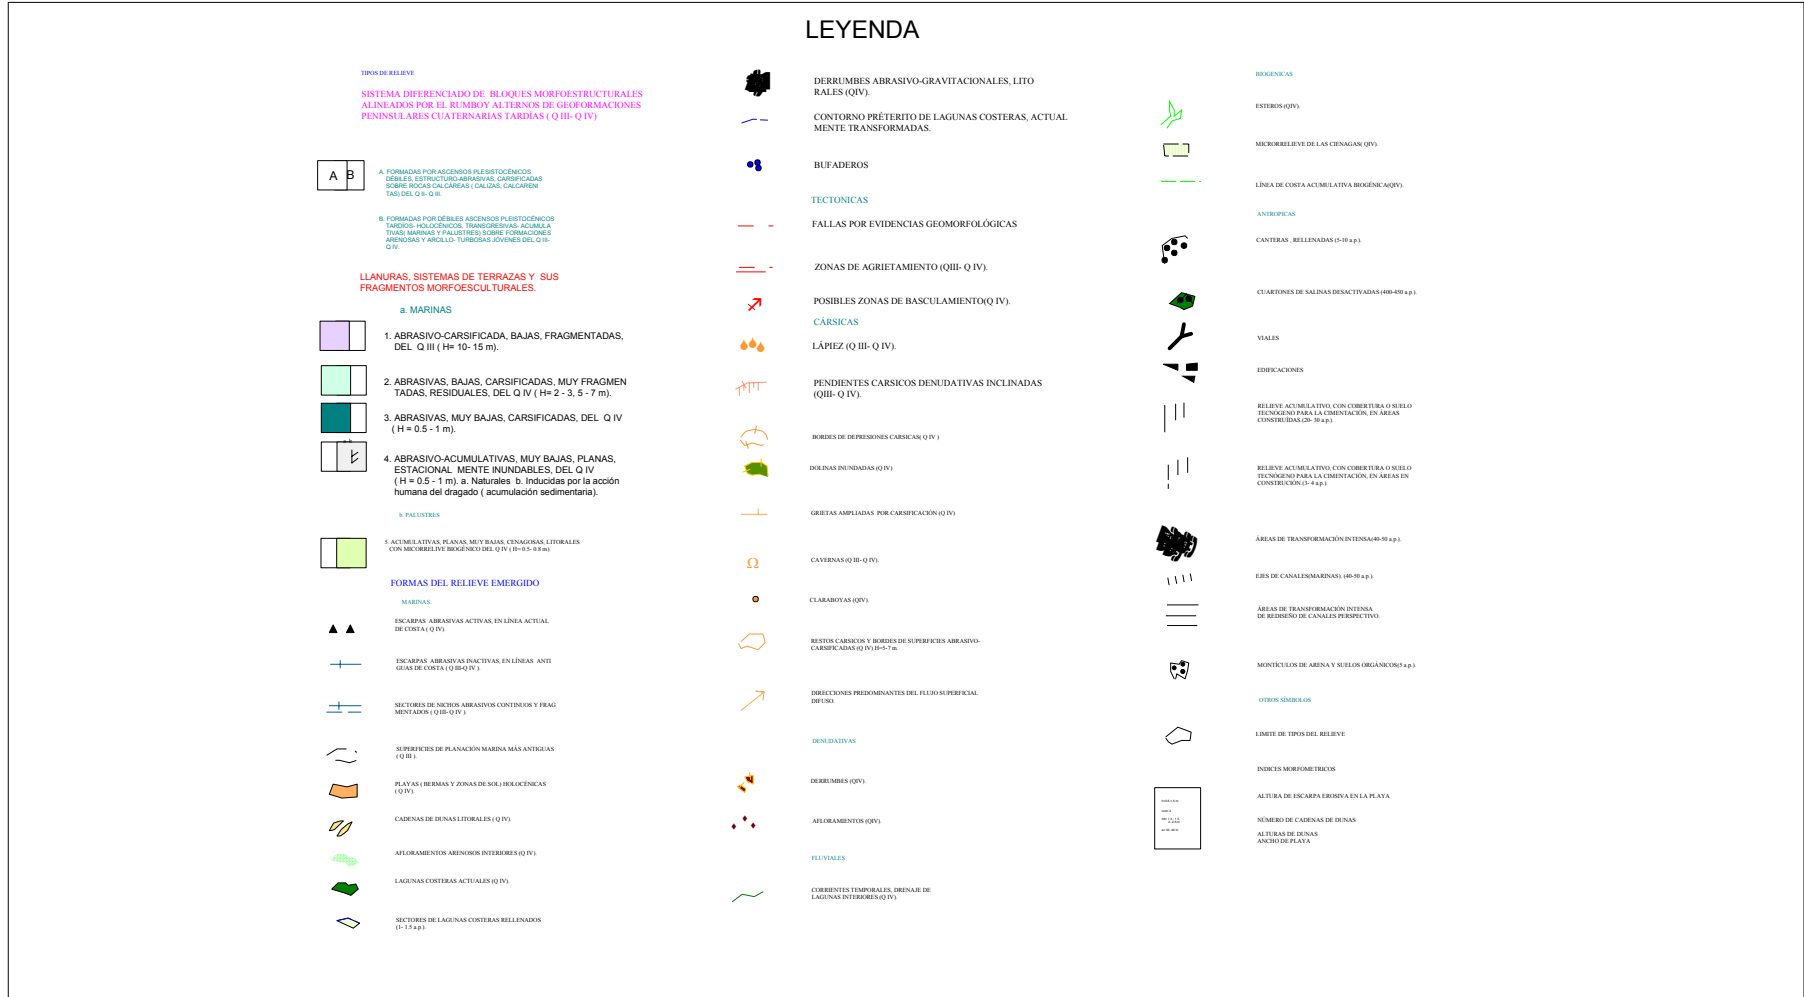 LEYENDA
TIPOS DE RELIEVE
SISTEMA DIFERENCIADO DE BLOQUES MORFOESTRUCTURALES
ALINEADOS POR EL RUMBOY ALTERNOS DE GEOFORMACIONES
PENINSULARES CUATERNARIAS TARDÍAS ( Q III- Q IV)
A B
A. FORMADAS POR ASCENSOS PLESISTOCÉNICOS
DÉBILES, ESTRUCTURO-ABRASIVAS, CARSIFICADAS
SOBRE ROCAS CALCÁREAS ( CALIZAS, CALCARENI
TAS) DEL Q II- Q III.
B. FORMADAS POR DÉBILES ASCENSOS PLEISTOCÉNICOS
TARDIOS- HOLOCÉNICOS, TRANSGRESIVAS- ACUMULA
TIVAS( MARINAS Y PALUSTRES) SOBRE FORMACIONES
ARENOSAS Y ARCILLO- TURBOSAS JÓVENES DEL Q III-
Q IV.
LLANURAS, SISTEMAS DE TERRAZAS Y SUS
FRAGMENTOS MORFOESCULTURALES.
a. MARINAS
1. ABRASIVO-CARSIFICADA, BAJAS, FRAGMENTADAS,
DEL Q III ( H= 10- 15 m).
2. ABRASIVAS, BAJAS, CARSIFICADAS, MUY FRAGMEN
TADAS, RESIDUALES, DEL Q IV ( H= 2 - 3, 5 - 7 m).
3. ABRASIVAS, MUY BAJAS, CARSIFICADAS, DEL Q IV
( H = 0.5 - 1 m).
4. ABRASIVO-ACUMULATIVAS, MUY BAJAS, PLANAS,
ESTACIONAL MENTE INUNDABLES, DEL Q IV
( H = 0.5 - 1 m). a. Naturales b. Inducidas por la acción
humana del dragado ( acumulación sedimentaria).
b. PALUSTRES
5. ACUMULATIVAS, PLANAS, MUY BAJAS, CENAGOSAS, LITORALES
CON MICORRELIVE BIOGÉNICO DEL Q IV ( H= 0.5- 0.8 m).
FORMAS DEL RELIEVE EMERGIDO
MARINAS.
ESCARPAS ABRASIVAS ACTIVAS, EN LÍNEA ACTUAL
DE COSTA ( Q IV).
ESCARPAS ABRASIVAS INACTIVAS, EN LÍNEAS ANTI
GUAS DE COSTA ( Q III-Q IV ).
SECTORES DE NICHOS ABRASIVOS CONTINUOS Y FRAG
MENTADOS ( Q III- Q IV ).
SUPERFICIES DE PLANACIÓN MARINA MÁS ANTIGUAS
( Q III ).
PLAYAS ( BERMAS Y ZONAS DE SOL) HOLOCÉNICAS
( Q IV).
CADENAS DE DUNAS LITORALES ( Q IV).
AFLORAMIENTOS ARENOSOS INTERIORES (Q IV).
LAGUNAS COSTERAS ACTUALES (Q IV).
SECTORES DE LAGUNAS COSTERAS RELLENADOS
(1- 1.5 a.p.).
DERRUMBES ABRASIVO-GRAVITACIONALES, LITO
RALES (QIV).
CONTORNO PRÉTERITO DE LAGUNAS COSTERAS, ACTUAL
MENTE TRANSFORMADAS.
BUFADEROS
TECTONICAS
FALLAS POR EVIDENCIAS GEOMORFOLÓGICAS
ZONAS DE AGRIETAMIENTO (QIII- Q IV).
POSIBLES ZONAS DE BASCULAMIENTO(Q IV).
CÁRSICAS
LÁPIEZ (Q III- Q IV).
PENDIENTES CARSICOS DENUDATIVAS INCLINADAS
(QIII- Q IV).
BORDES DE DEPRESIONES CARSICAS( Q IV )
DOLINAS INUNDADAS (Q IV)
GRIETAS AMPLIADAS POR CARSIFICACIÓN (Q IV)
Ω
CAVERNAS (Q III- Q IV).
CLARABOYAS (QIV).
RESTOS CARSICOS Y BORDES DE SUPERFICIES ABRASIVO-
CARSIFICADAS (Q IV) H=5-7 m.
DIRECCIONES PREDOMINANTES DEL FLUJO SUPERFICIAL
DIFUSO.
DENUDATIVAS
DERRUMBES (QIV).
AFLORAMIENTOS (QIV).
FLUVIALES
CORRIENTES TEMPORALES, DRENAJE DE
LAGUNAS INTERIORES (Q IV).
BIOGENICAS
ESTEROS (QIV).
MICRORRELIEVE DE LAS CIENAGAS( QIV).
LÍNEA DE COSTA ACUMULATIVA BIOGÉNICA(QIV).
ANTROPICAS
CANTERAS , RELLENADAS (5-10 a.p.).
CUARTONES DE SALINAS DESACTIVADAS (400-450 a.p.).
VIALES
EDIFICACIONES
RELIEVE ACUMULATIVO, CON COBERTURA O SUELO
TECNÓGENO PARA LA CIMENTACIÓN, EN ÁREAS
CONSTRUÍDAS.(20- 30 a.p.).
RELIEVE ACUMULATIVO, CON COBERTURA O SUELO
TECNÓGENO PARA LA CIMENTACIÓN, EN ÁREAS EN
CONSTRUCIÓN.(3- 4 a.p.).
ÁREAS DE TRANSFORMACIÓN INTENSA(40-50 a.p.).
EJES DE CANALES(MARINAS). (40-50 a.p.).
ÁREAS DE TRANSFORMACIÓN INTENSA
DE REDISEÑO DE CANALES PERSPECTIVO.
MONTÍCULOS DE ARENA Y SUELOS ORGÁNICOS(5 a.p.).
OTROS SÍMBOLOS
LIMITE DE TIPOS DEL RELIEVE
INDICES MORFOMETRICOS
ALTURA DE ESCARPA EROSIVA EN LA PLAYA
NÚMERO DE CADENAS DE DUNAS
ALTURAS DE DUNAS
ANCHO DE PLAYA